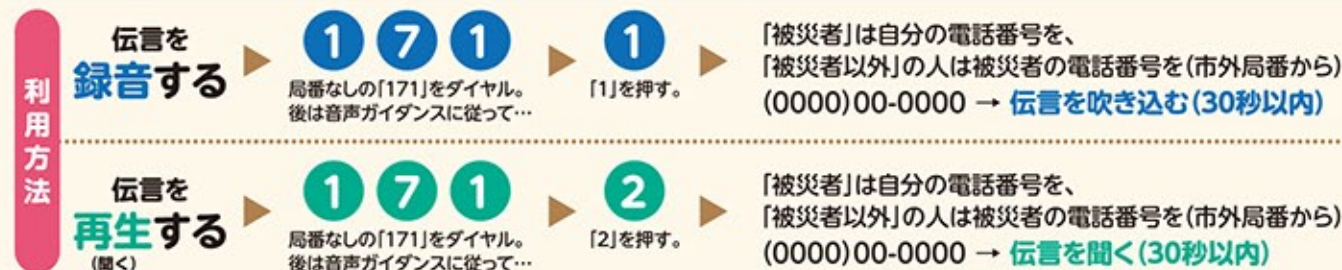 利用方法
伝言を
録音する
171
局番なしの「171」をダイヤル。
後は音声ガイダンスに従って…
1
「1」を押す。
「被災者」は自分の電話番号を、
「被災者以外」の人は被災者の電話番号を(市外局番から)
(0000)00-0000 → 伝言を吹き込む(30秒以内)
伝言を
再生する
(聞く)
171
局番なしの「171」をダイヤル。
後は音声ガイダンスに従って…
2
「2」を押す。
「被災者」は自分の電話番号を、
「被災者以外」の人は被災者の電話番号を(市外局番から)
(0000)00-0000 → 伝言を聞く(30秒以内)